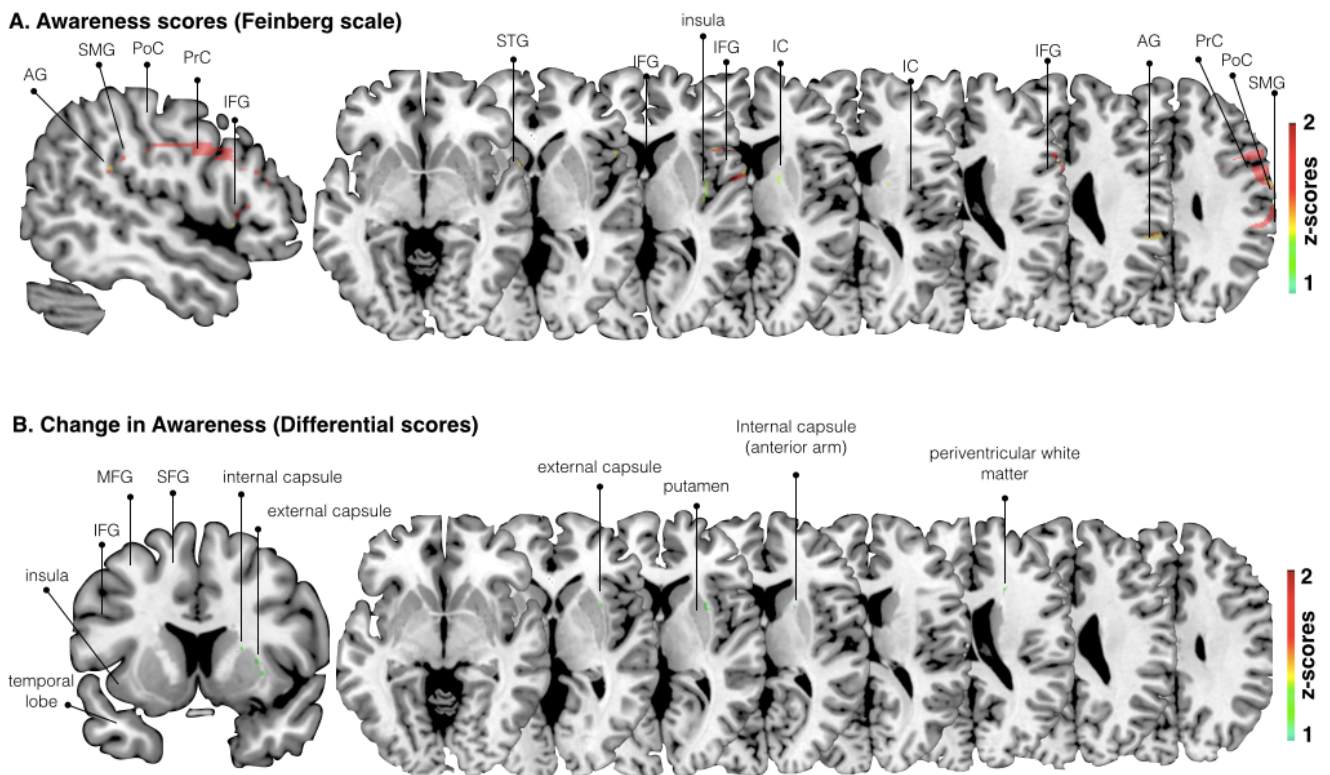 A. Awareness scores (Feinberg scale)
AG
SMG
PoC
PrC
IFG
STG
IFG
insula
IFG
IC
IC
IFG
AG
PrC
PoC
SMG
2
z-scores
1
B. Change in Awareness (Differential scores)
insula
IFG
MFG
SFG
internal capsule
external capsule
temporal
lobe
external capsule
putamen
Internal capsule
(anterior arm)
periventricular white
matter
2
z-scores
1